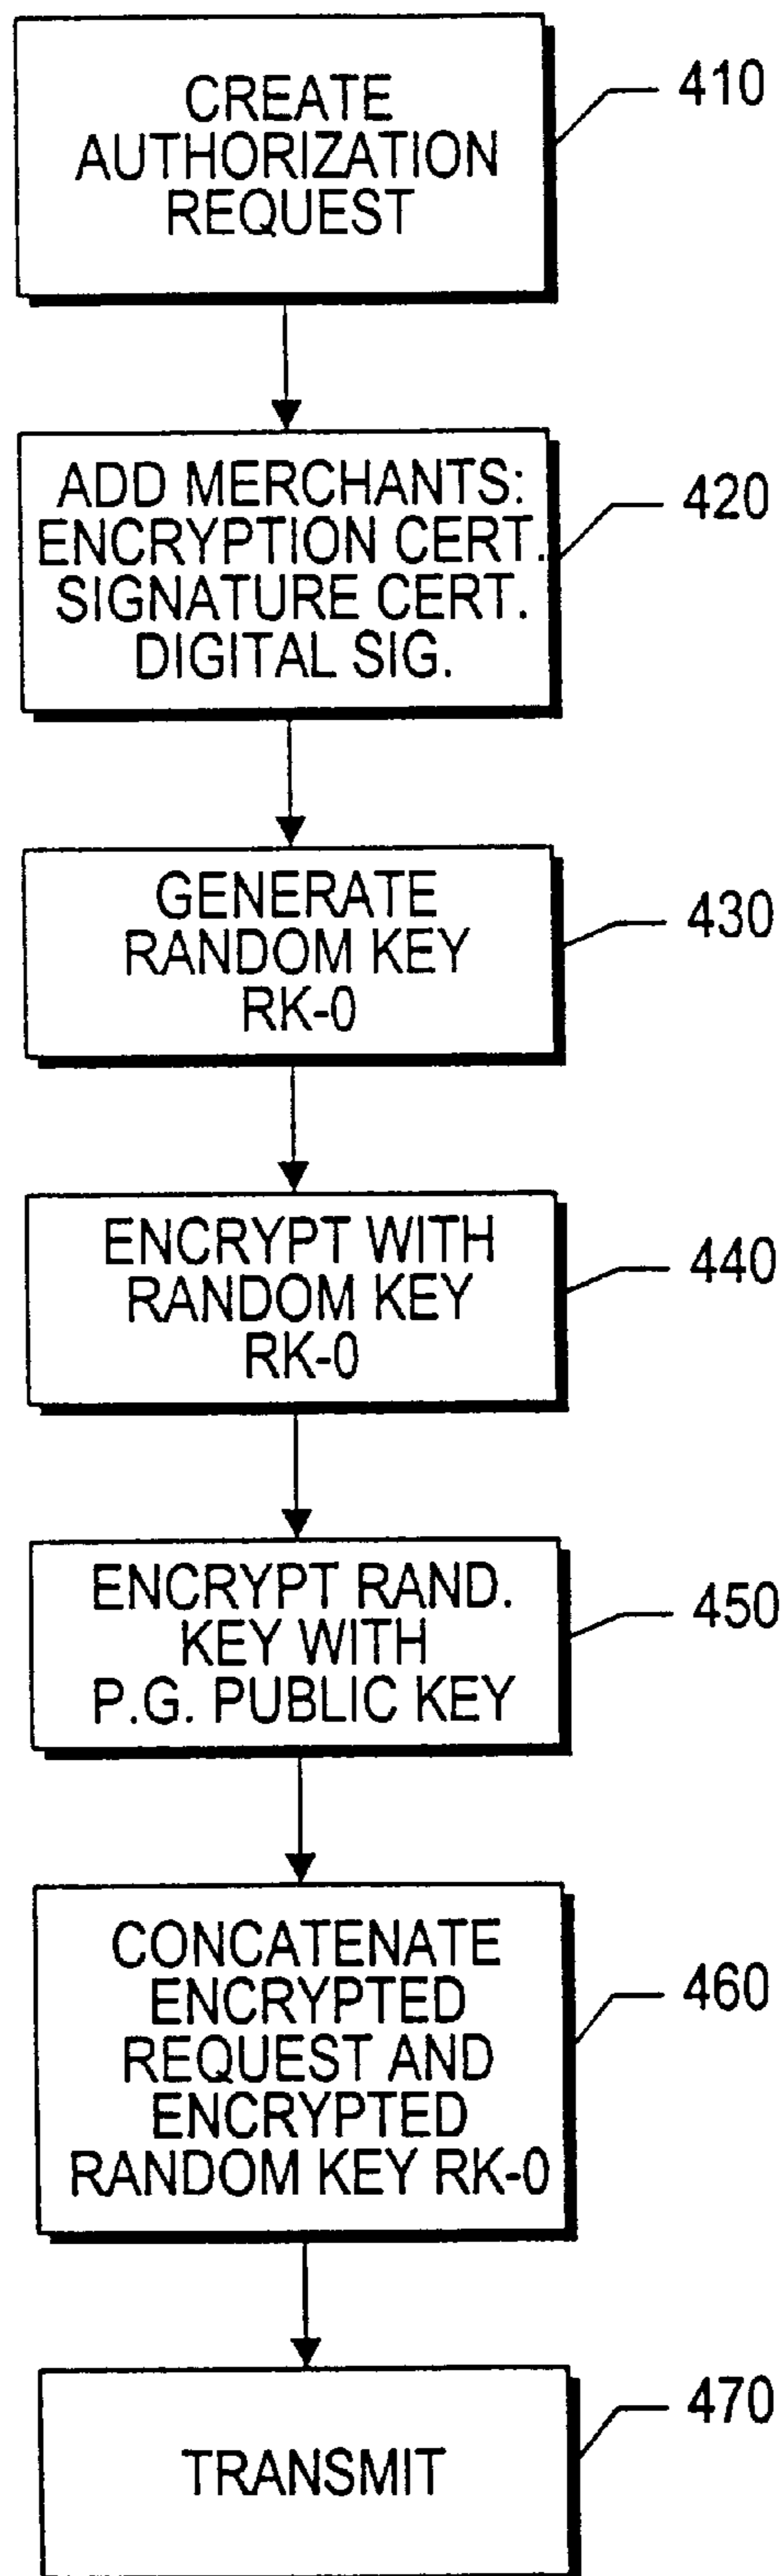 CREATE
AUTHORIZATION
REQUEST
410
ADD MERCHANTS:
ENCRYPTION CERT.
SIGNATURE CERT.
DIGITAL SIG.
420
GENERATE
RANDOM KEY
RK-0
430
ENCRYPT WITH
RANDOM KEY
RK-0
440
ENCRYPT RAND.
KEY WITH
P.G. PUBLIC KEY
450
CONCATENATE
ENCRYPTED
REQUEST AND
ENCRYPTED
RANDOM KEY RK-0
460
TRANSMIT
470